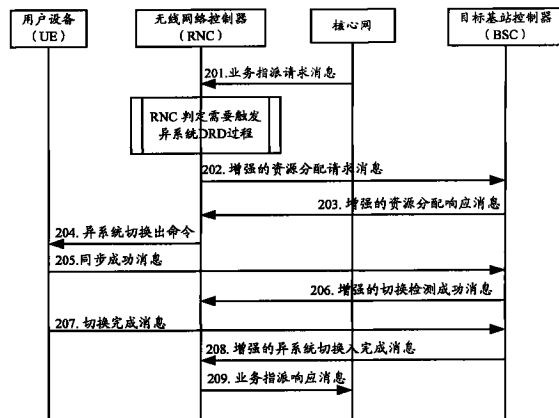 用户设备
（UE）
无线网络控制器
（RNC）
核心网
目标基站控制器
（BSC）
201.业务指派请求消息
RNC 判定需要触发
异系统DRD过程
202. 增强的资源分配请求消息
203. 增强的资源分配响应消息
204. 异系统切换出命令
205.同步成功消息
206. 增强的切换检测成功消息
207. 切换完成消息
208. 增强的异系统切换入完成消息
209. 业务指派响应消息